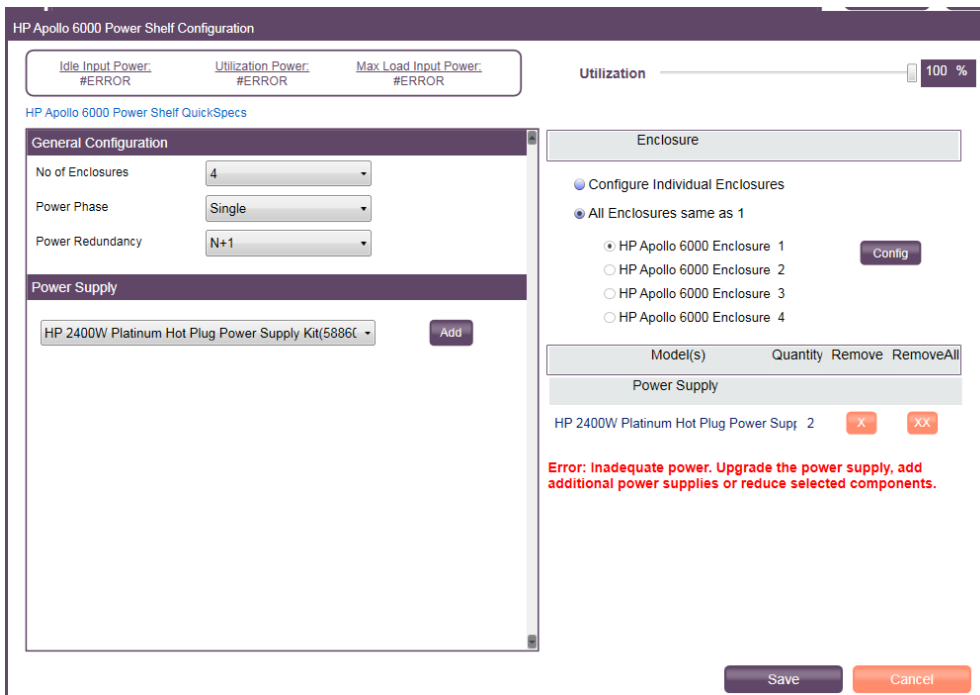 HP Apollo 6000 Power Shelf Configuration
Idle Input Power: Utilization Power: Max Load Input Power:
#ERROR #ERROR #ERROR
Utilization 100 %
HP Apollo 6000 Power Shelf QuickSpecs
General Configuration
No of Enclosures 4
Power Phase Single
Power Redundancy N+1
Power Supply
HP 2400W Platinum Hot Plug Power Supply Kit(58860 Add
Enclosure
Configure Individual Enclosures
All Enclosures same as 1
HP Apollo 6000 Enclosure 1 Config
HP Apollo 6000 Enclosure 2
HP Apollo 6000 Enclosure 3
HP Apollo 6000 Enclosure 4
Model(s) Quantity Remove RemoveAll
Power Supply
HP 2400W Platinum Hot Plug Power Supp 2 X XX
Error: Inadequate power. Upgrade the power supply, add
additional power supplies or reduce selected components.
Save Cancel